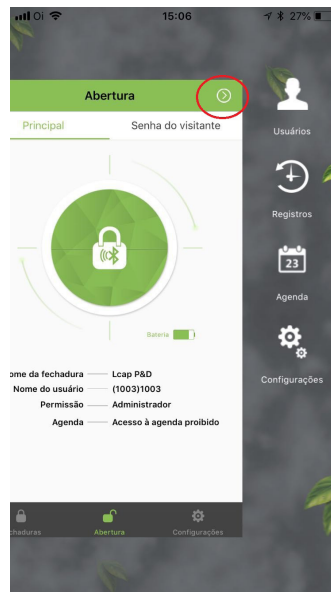 Oi 15:06 27%
Abertura
Principal Senha do visitante
Usuários
Registros
23
Agenda
Configurações
Bateria
ome da fechadura Lcap P&D
Nome do usuário (1003)1003
Permissão Administrador
Agenda Acesso à agenda proibido
chaduras Abertura Configurações